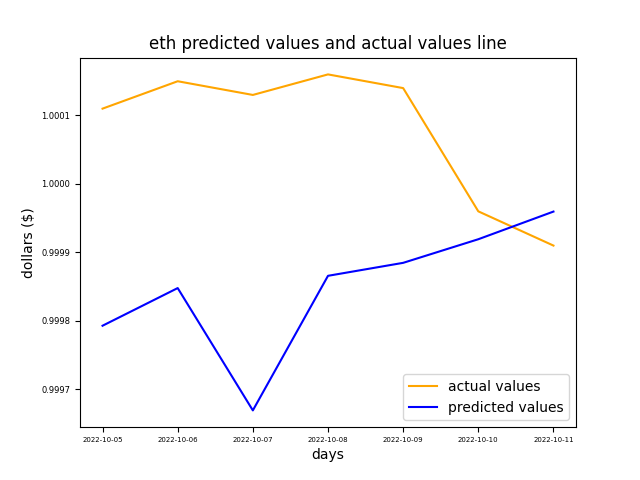 eth predicted values and actual values line
dollars ($)
1.0001
1.0000
0.9999
0.9998
0.9997
actual values
predicted values
2022-10-05 2022-10-06 2022-10-07 2022-10-08 2022-10-09 2022-10-10 2022-10-11
days